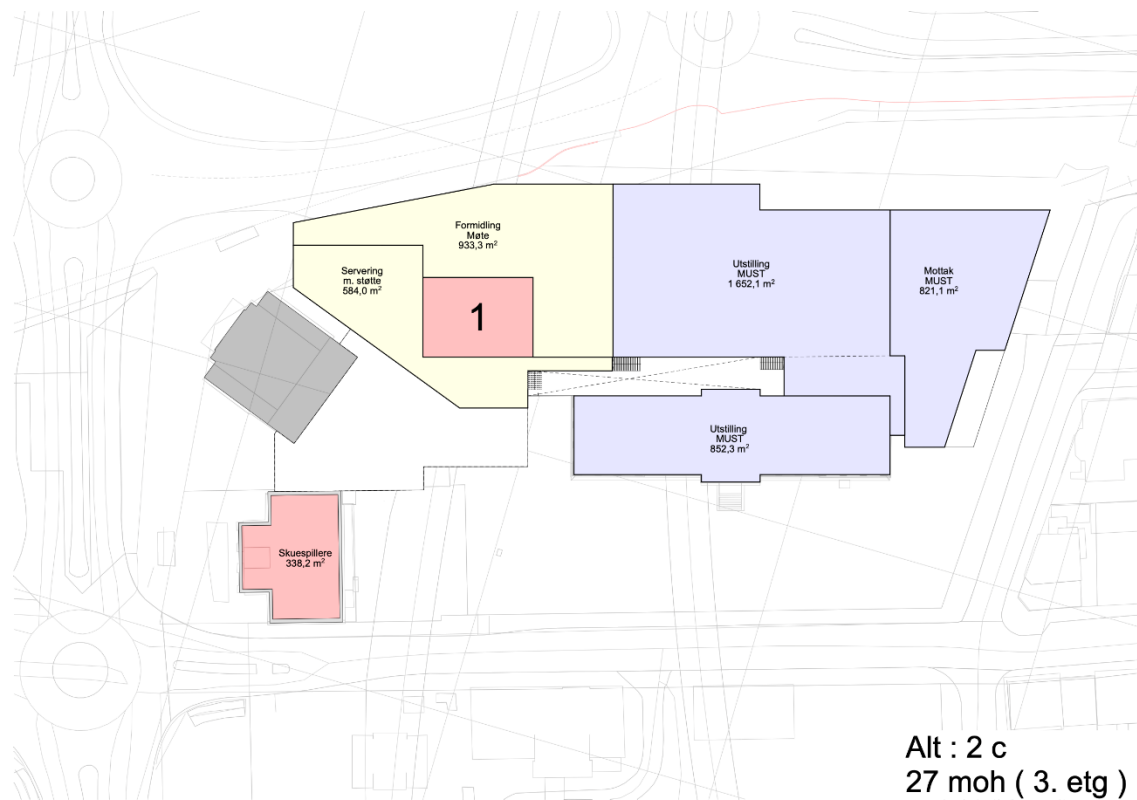 Formidling
Møte
933,3 m²
Servering
m. støtte
584,0 m²
1
Utstilling
MUST
1 652,1 m²
Mottak
MUST
821,1 m²
Utstilling
MUST
852,3 m²
Skuespillere
338,2 m²
Alt : 2 c
27 moh ( 3. etg )